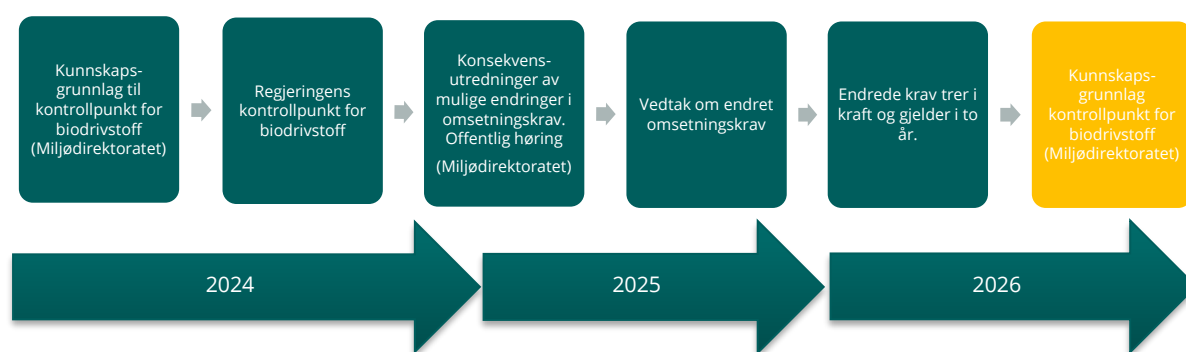 Kunnskaps-
grunnlag til
kontrollpunkt for
biodrivstoff
(Miljødirektoratet)
Regjeringens
kontrollpunkt for
biodrivstoff
Konsekvens-
utredninger av
mulige endringer i
omsetningskrav.
Offentlig høring
(Miljødirektoratet)
Vedtak om endret
omsetningskrav
Endrede krav trer i
kraft og gjelder i to
år.
Kunnskaps-
grunnlag
kontrollpunkt for
biodrivstoff
(Miljødirektoratet)
2024
2025
2026